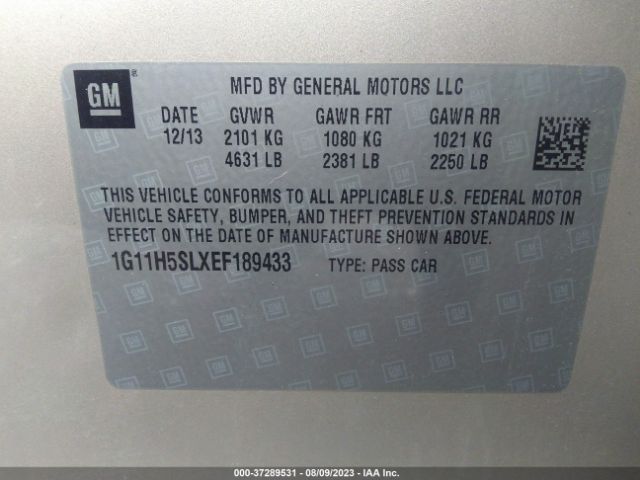 GM
MFD BY GENERAL MOTORS LLC
DATE GVWR GAWR FRT GAWR RR
12/13 2101 KG 1080 KG 1021 KG
4631 LB 2381 LB 2250 LB
THIS VEHICLE CONFORMS TO ALL APPLICABLE U.S. FEDERAL MOTOR
VEHICLE SAFETY, BUMPER, AND THEFT PREVENTION STANDARDS IN
EFFECT ON THE DATE OF MANUFACTURE SHOWN ABOVE.
1G11H5SLXEF189433 TYPE: PASS CAR
000-37289531 - 08/09/2023 - IAA Inc.